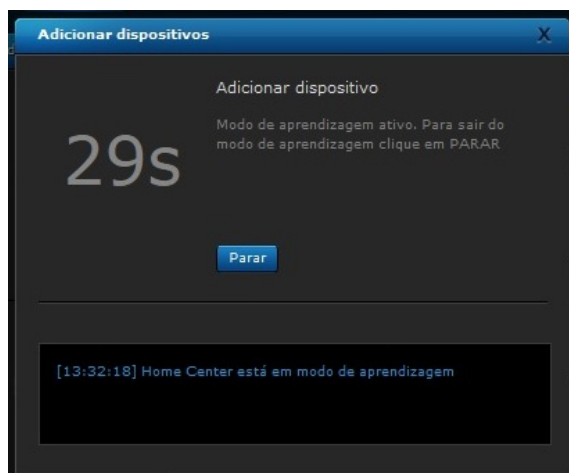 Adicionar dispositivos
X
Adicionar dispositivo
29s
Modo de aprendizagem ativo. Para sair do
modo de aprendizagem clique em PARAR
Parar
[13:32:18] Home Center está em modo de aprendizagem